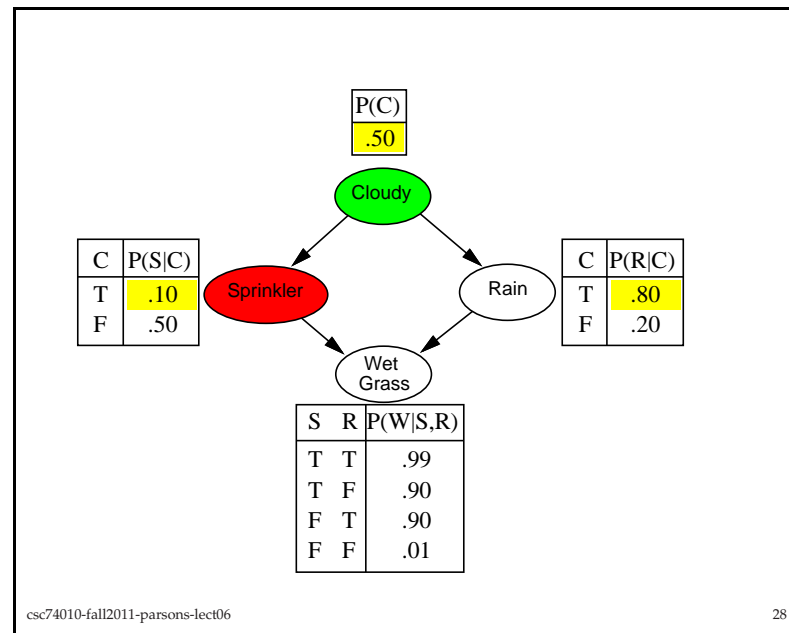 P(C)
.50
Cloudy
C P(S|C)
T .10
F .50
Sprinkler
Rain
C P(R|C)
T .80
F .20
Wet
Grass
S R P(W|S,R)
T T .99
T F .90
F T .90
F F .01
csc74010-fall2011-parsons-lect06 28